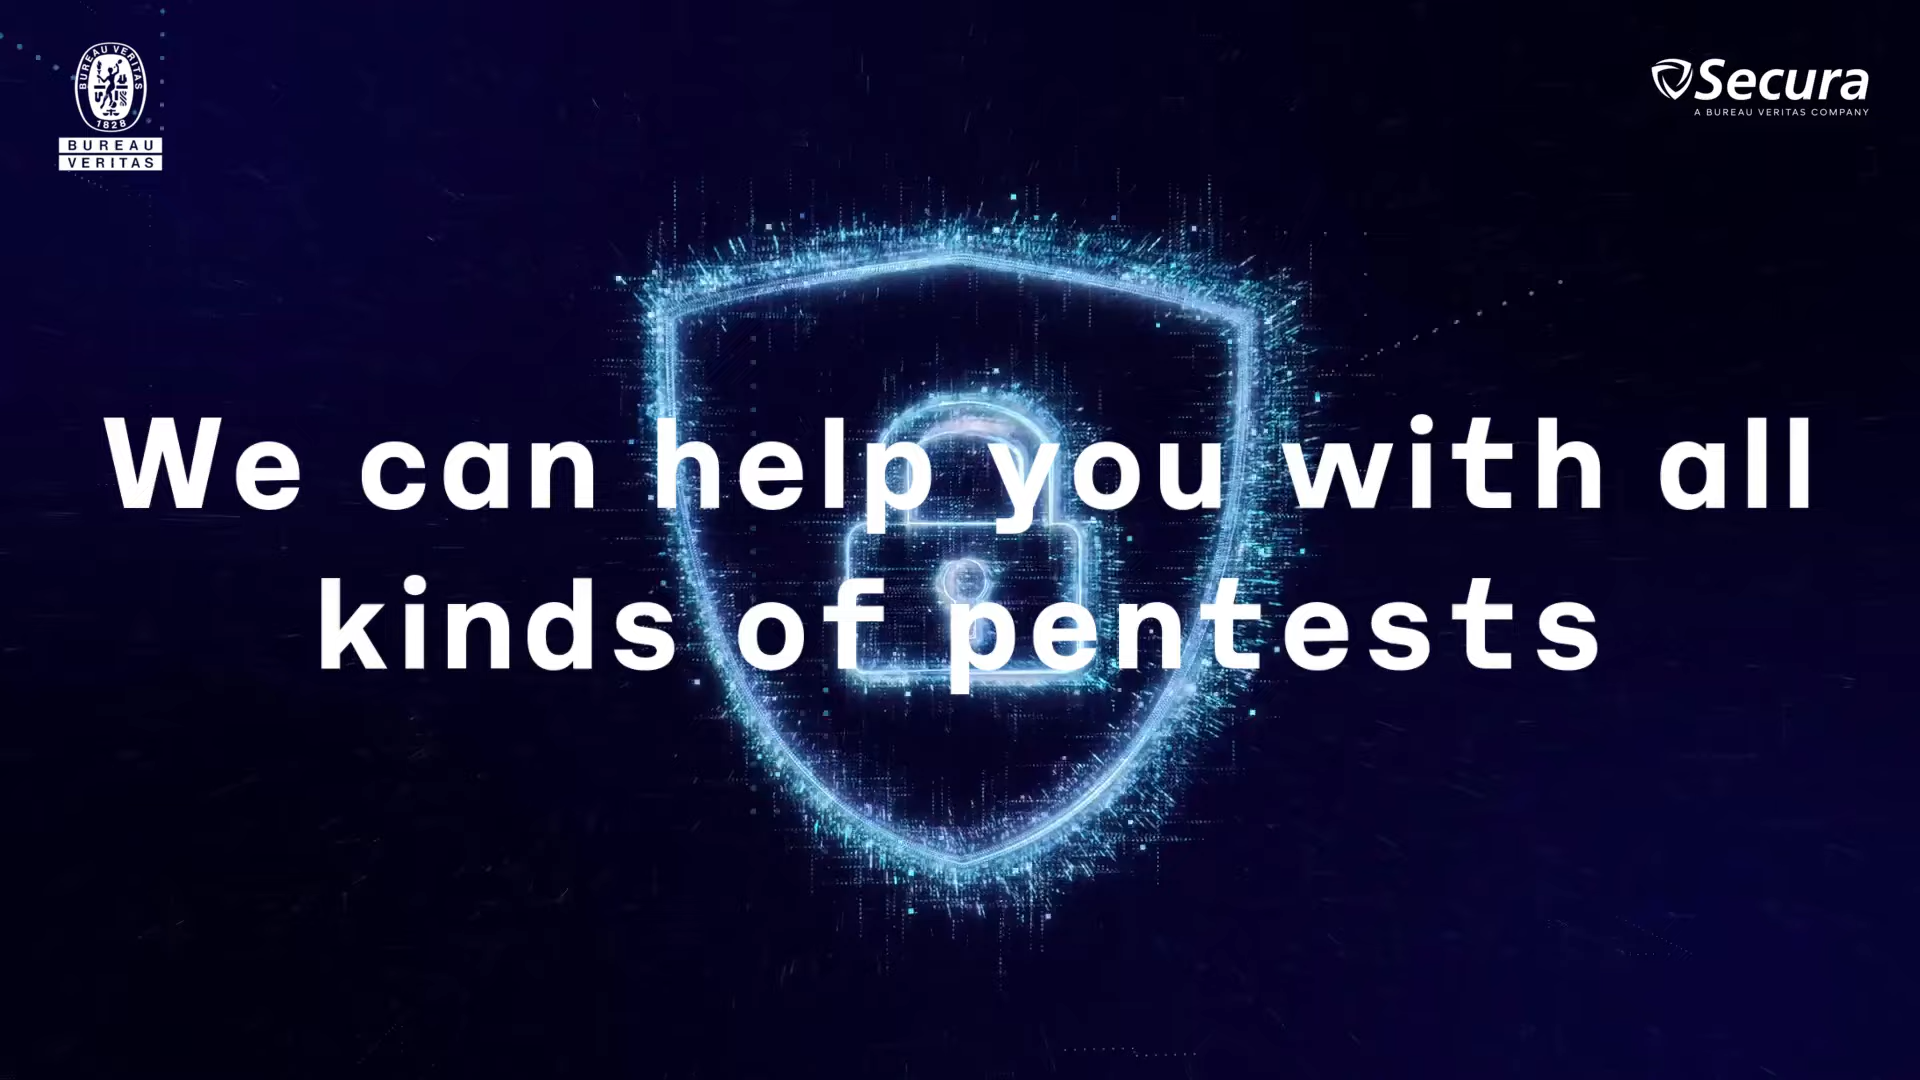 BUREAU VERITAS
1828
BUREAU
VERITAS
Secura
A BUREAU VERITAS COMPANY
We can help you with all
kinds of pentests